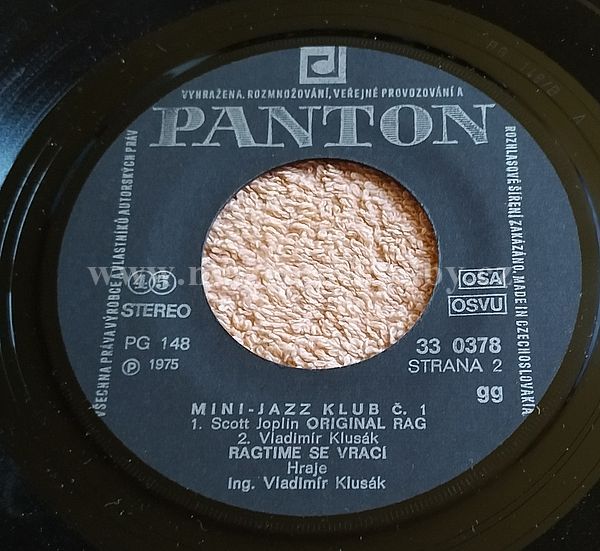 VYHRAŽENA. ROZMNOŽOVÁNÍ, VEŘEJNÉ PROVOZOVÁNÍ A
PANTON
VŠECHNA PRÁVA VÝROBCE I VLASTNÍKŮ AUTORSKÝCH PRÁV
ROZHLASOVÉ ŠÍŘENÍ ZAKÁZÁNO. MADE IN CZECHOSLOVAKIA
45
STEREO
OSA
OSVU
PG 148
℗ 1975
33 0378
STRANA 2
gg
MINI-JAZZ KLUB Č. 1
1. Scott Joplin ORIGINAL RAG
2. Vladimír Klusák
RAGTIME SE VRACÍ
Hraje
Ing. Vladimír Klusák